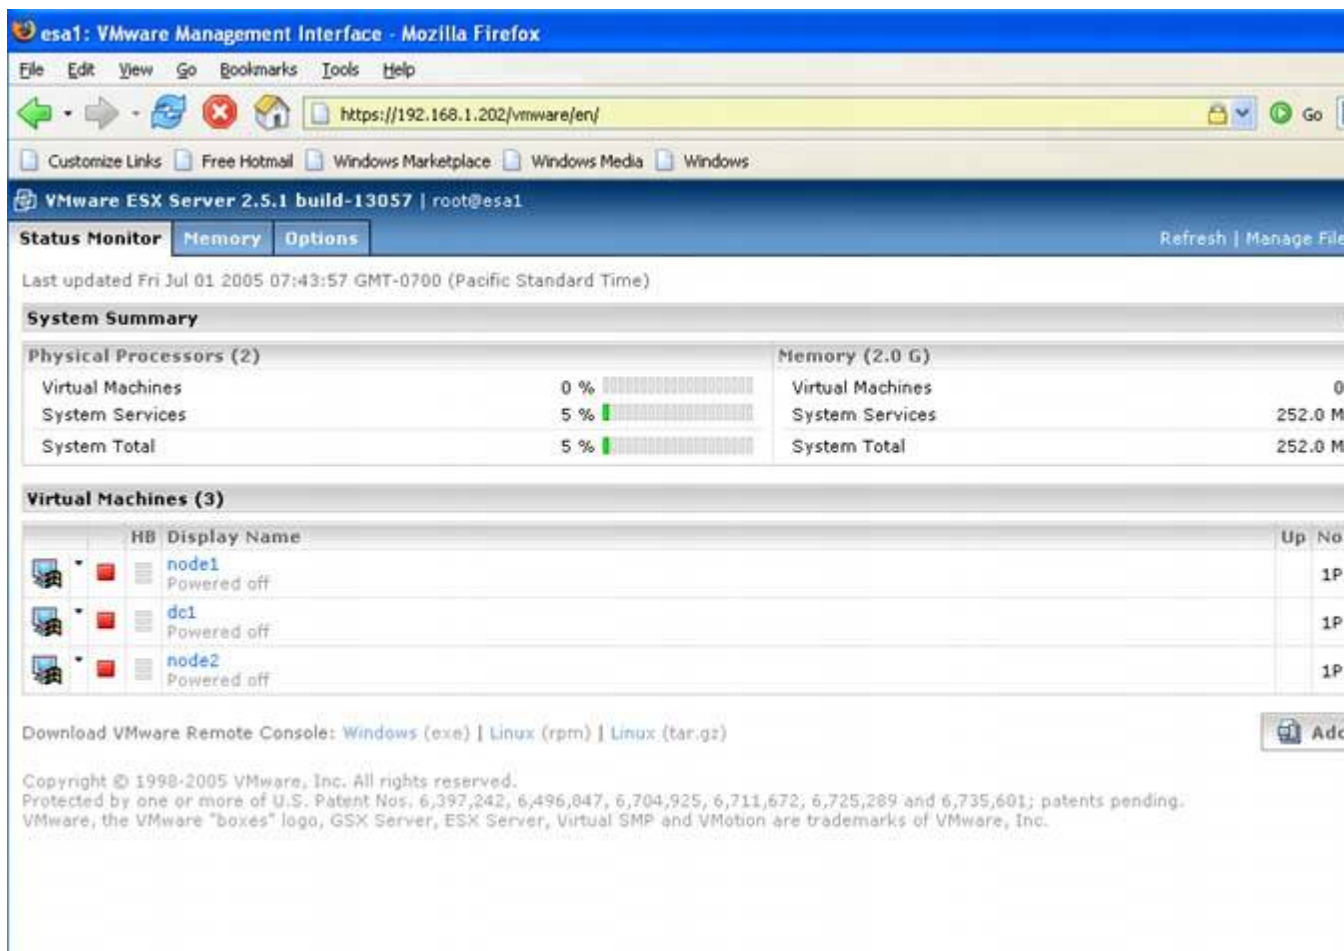 esa1: VMware Management Interface - Mozilla Firefox
File Edit View Go Bookmarks Tools Help
https://192.168.1.202/vmware/en/ Go
Customize Links Free Hotmail Windows Marketplace Windows Media Windows
VMware ESX Server 2.5.1 build-13057 | root@esa1
Status Monitor Memory Options Refresh | Manage File
Last updated Fri Jul 01 2005 07:43:57 GMT-0700 (Pacific Standard Time)
System Summary
Physical Processors (2) Memory (2.0 G)
Virtual Machines 0 % Virtual Machines 0
System Services 5 % System Services 252.0 M
System Total 5 % System Total 252.0 M
Virtual Machines (3)
HB Display Name Up No
node1
Powered off 1P
dc1
Powered off 1P
node2
Powered off 1P
Download VMware Remote Console: Windows (exe) | Linux (rpm) | Linux (tar.gz) Add
Copyright © 1998-2005 VMware, Inc. All rights reserved.
Protected by one or more of U.S. Patent Nos. 6,397,242, 6,496,847, 6,704,925, 6,711,672, 6,725,289 and 6,735,601; patents pending.
VMware, the VMware "boxes" logo, GSX Server, ESX Server, Virtual SMP and VMotion are trademarks of VMware, Inc.